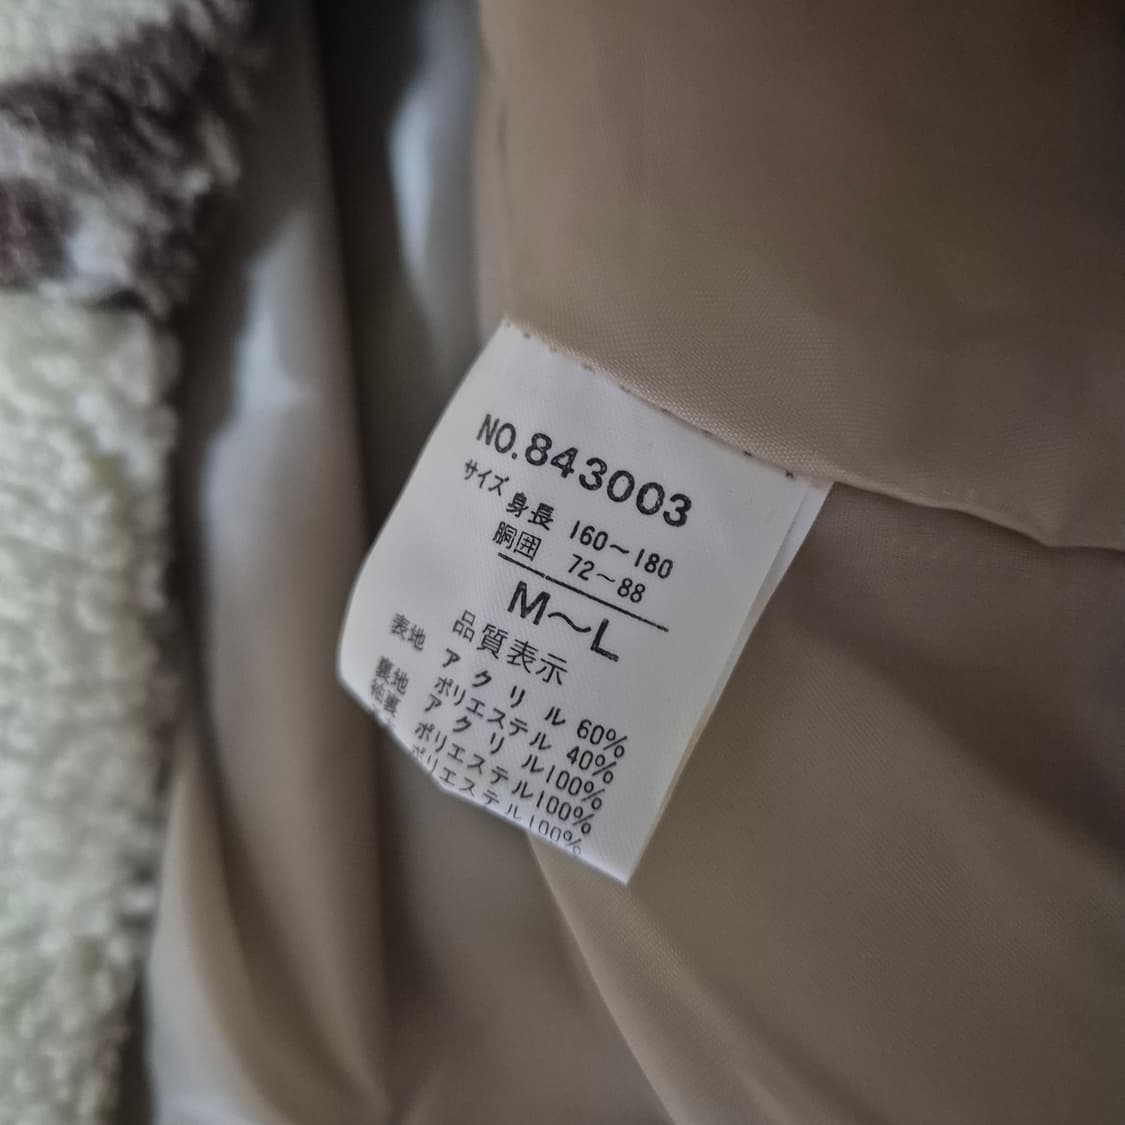 NO.843003
サイズ
身長 160〜180
胴囲 72〜88
M〜L
品質表示
表地 アクリル 60%
ポリエステル 40%
裏地 アクリル100%
袖裏 ポリエステル100%
ポリエステル100%